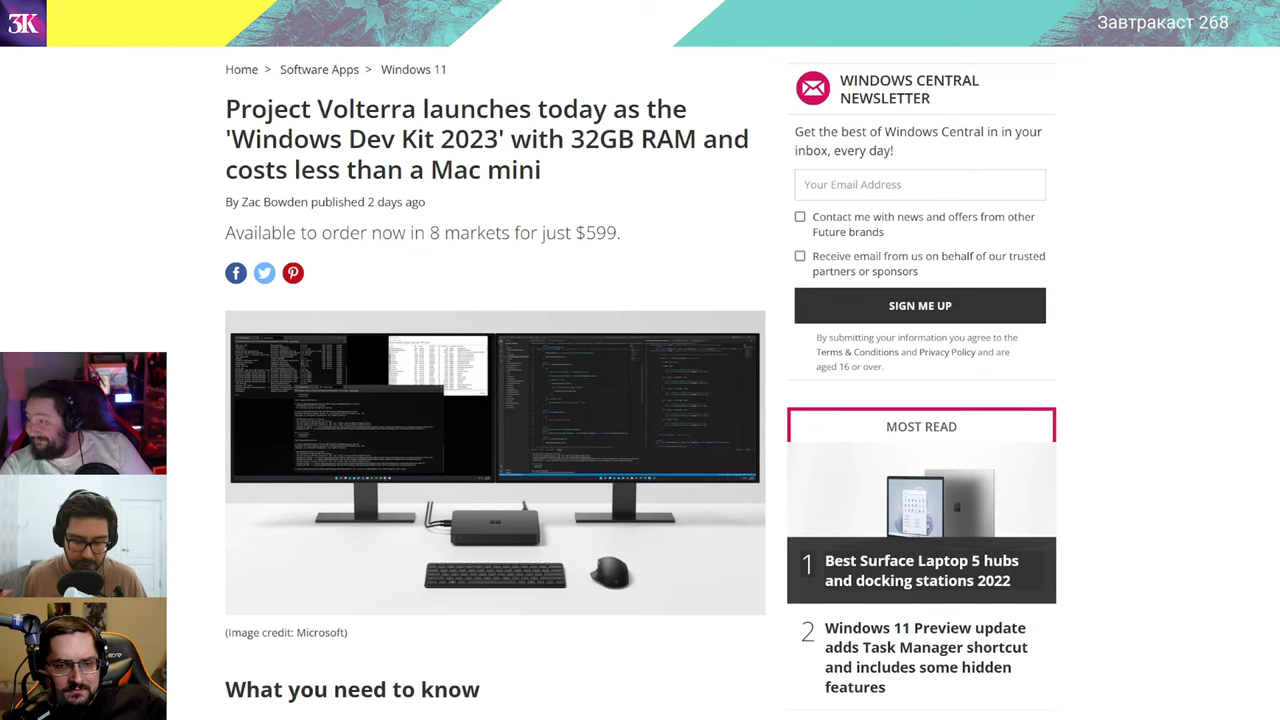 3K
Завтракаст 268
Home > Software Apps > Windows 11
Project Volterra launches today as the
'Windows Dev Kit 2023' with 32GB RAM and
costs less than a Mac mini
By Zac Bowden published 2 days ago
Available to order now in 8 markets for just $599.
(Image credit: Microsoft)
What you need to know
WINDOWS CENTRAL
NEWSLETTER
Get the best of Windows Central in in your
inbox, every day!
Your Email Address
Contact me with news and offers from other
Future brands
Receive email from us on behalf of our trusted
partners or sponsors
SIGN ME UP
By submitting your information you agree to the
Terms & Conditions and Privacy Policy and are
aged 16 or over.
MOST READ
1 Best Surface Laptop 5 hubs
and docking stations 2022
2 Windows 11 Preview update
adds Task Manager shortcut
and includes some hidden
features